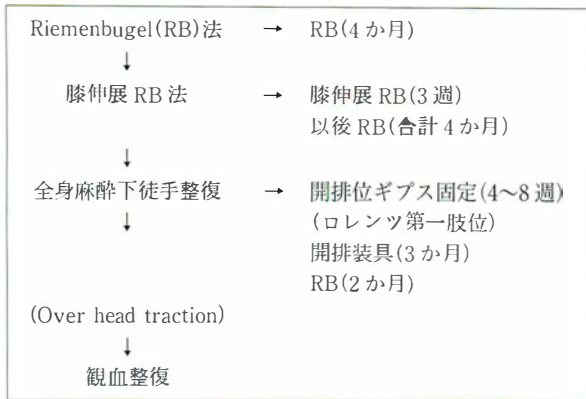 Riemenbugel(RB)法 → RB(4か月)
↓
膝伸展RB法 → 膝伸展RB(3週)
以後RB(合計4か月)
↓
全身麻酔下徒手整復 → 開排位ギプス固定(4〜8週)
↓ (ロレンツ第一肢位)
開排装具(3か月)
RB(2か月)
(Over head traction)
↓
観血整復